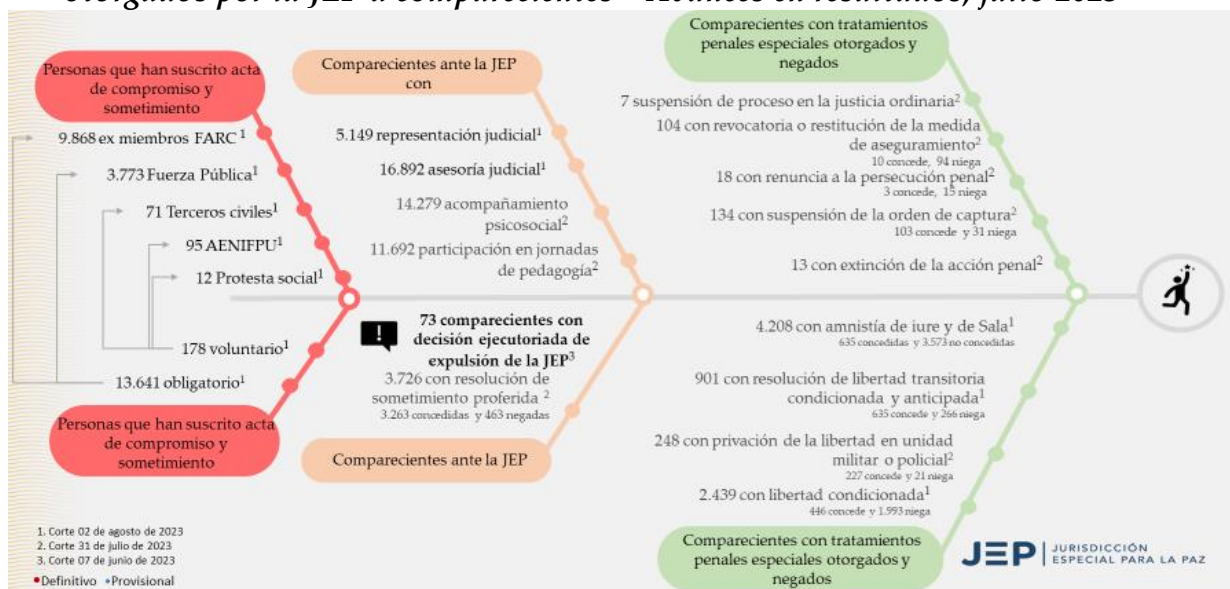 otorgados por la JEP a comparecientes - Avances en resultados, julio 2023
Personas que han suscrito acta
de compromiso y
sometimiento
9.868 ex miembros FARC 1
3.773 Fuerza Pública1
71 Terceros civiles1
95 AENIFPU1
12 Protesta social1
178 voluntario1
13.641 obligatorio1
Personas que han suscrito acta
de compromiso y
sometimiento
Comparecientes ante la JEP
con
5.149 representación judicial1
16.892 asesoría judicial1
14.279 acompañamiento
psicosocial2
11.692 participación en jornadas
de pedagogía2
!
73 comparecientes con
decisión ejecutoriada de
expulsión de la JEP3
3.726 con resolución de
sometimiento proferida 2
3.263 concedidas y 463 negadas
Comparecientes ante la JEP
Comparecientes con tratamientos
penales especiales otorgados y
negados
7 suspensión de proceso en la justicia ordinaria2
104 con revocatoria o restitución de la medida
de aseguramiento2
10 concede, 94 niega
18 con renuncia a la persecución penal2
3 concede, 15 niega
134 con suspensión de la orden de captura2
103 concede y 31 niega
13 con extinción de la acción penal2
4.208 con amnistía de iure y de Sala1
635 concedidas y 3.573 no concedidas
901 con resolución de libertad transitoria
condicionada y anticipada1
635 concede y 266 niega
248 con privación de la libertad en unidad
militar o policial2
227 concede y 21 niega
2.439 con libertad condicionada1
446 concede y 1.993 niega
Comparecientes con tratamientos
penales especiales otorgados y
negados
1. Corte 02 de agosto de 2023
2. Corte 31 de julio de 2023
3. Corte 07 de junio de 2023
Definitivo Provisional
JEP JURISDICCIÓN
ESPECIAL PARA LA PAZ